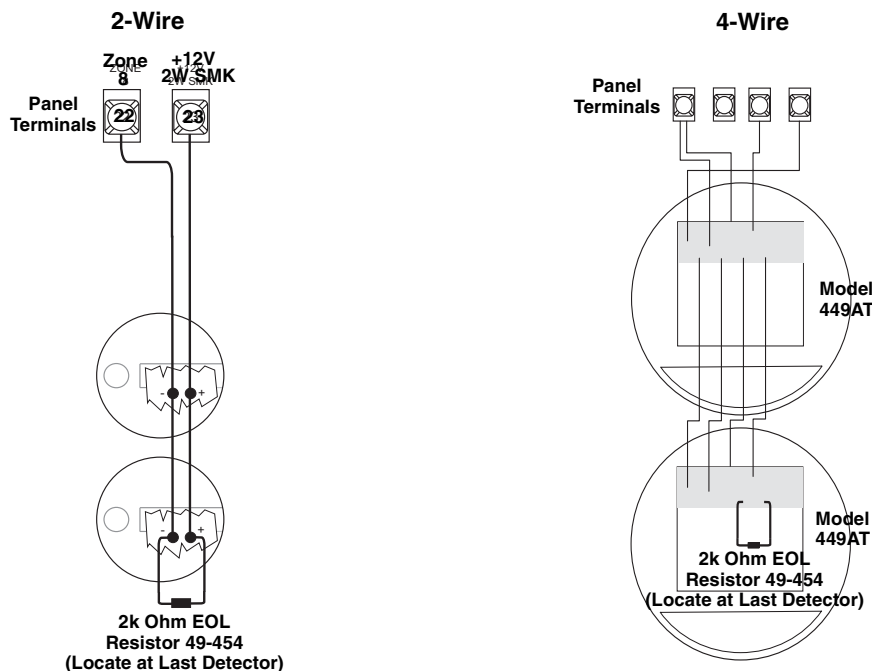 2-Wire
Zone
8
+12V
2W SMK
Panel
Terminals
22
23
-
+
-
+
2k Ohm EOL
Resistor 49-454
(Locate at Last Detector)
4-Wire
Panel
Terminals
Model
449AT
Model
449AT
2k Ohm EOL
Resistor 49-454
(Locate at Last Detector)